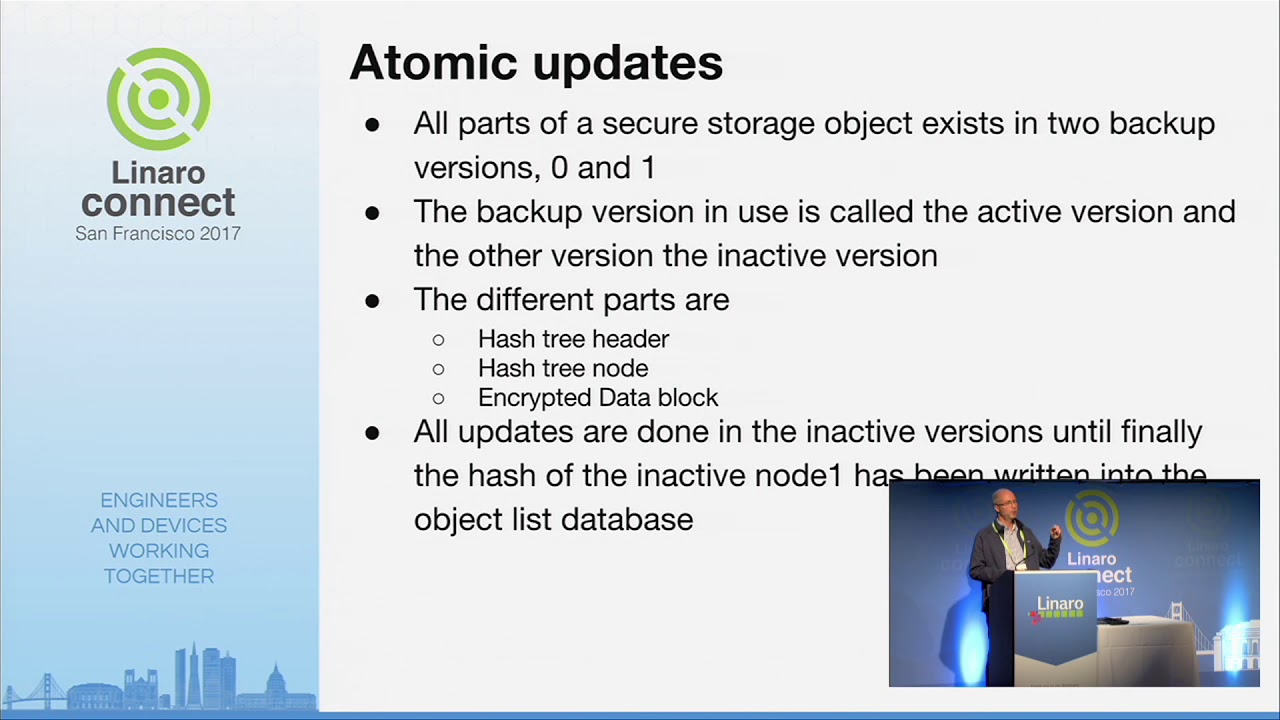 Linaro
connect
San Francisco 2017
ENGINEERS
AND DEVICES
WORKING
TOGETHER
Atomic updates
● All parts of a secure storage object exists in two backup
versions, 0 and 1
● The backup version in use is called the active version and
the other version the inactive version
● The different parts are
○ Hash tree header
○ Hash tree node
○ Encrypted Data block
● All updates are done in the inactive versions until finally
the hash of the inactive node1 has been written into the
object list database
Linaro
Linaro